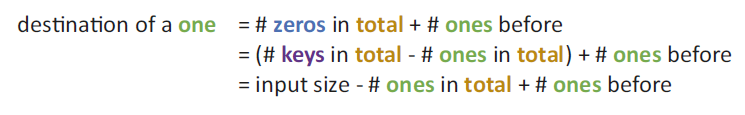 destination of a one = # zeros in total + # ones before
= (# keys in total - # ones in total) + # ones before
= input size - # ones in total + # ones before